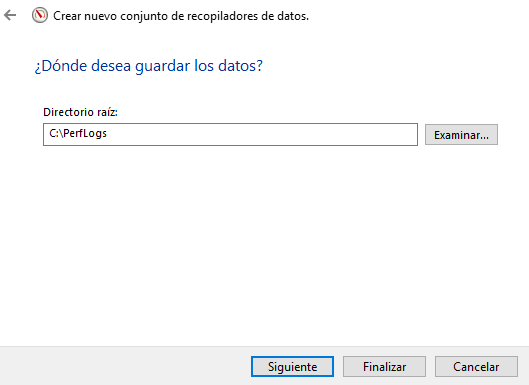 Crear nuevo conjunto de recopiladores de datos.
¿Dónde desea guardar los datos?
Directorio raíz:
C:\PerfLogs
Examinar...
Siguiente
Finalizar
Cancelar